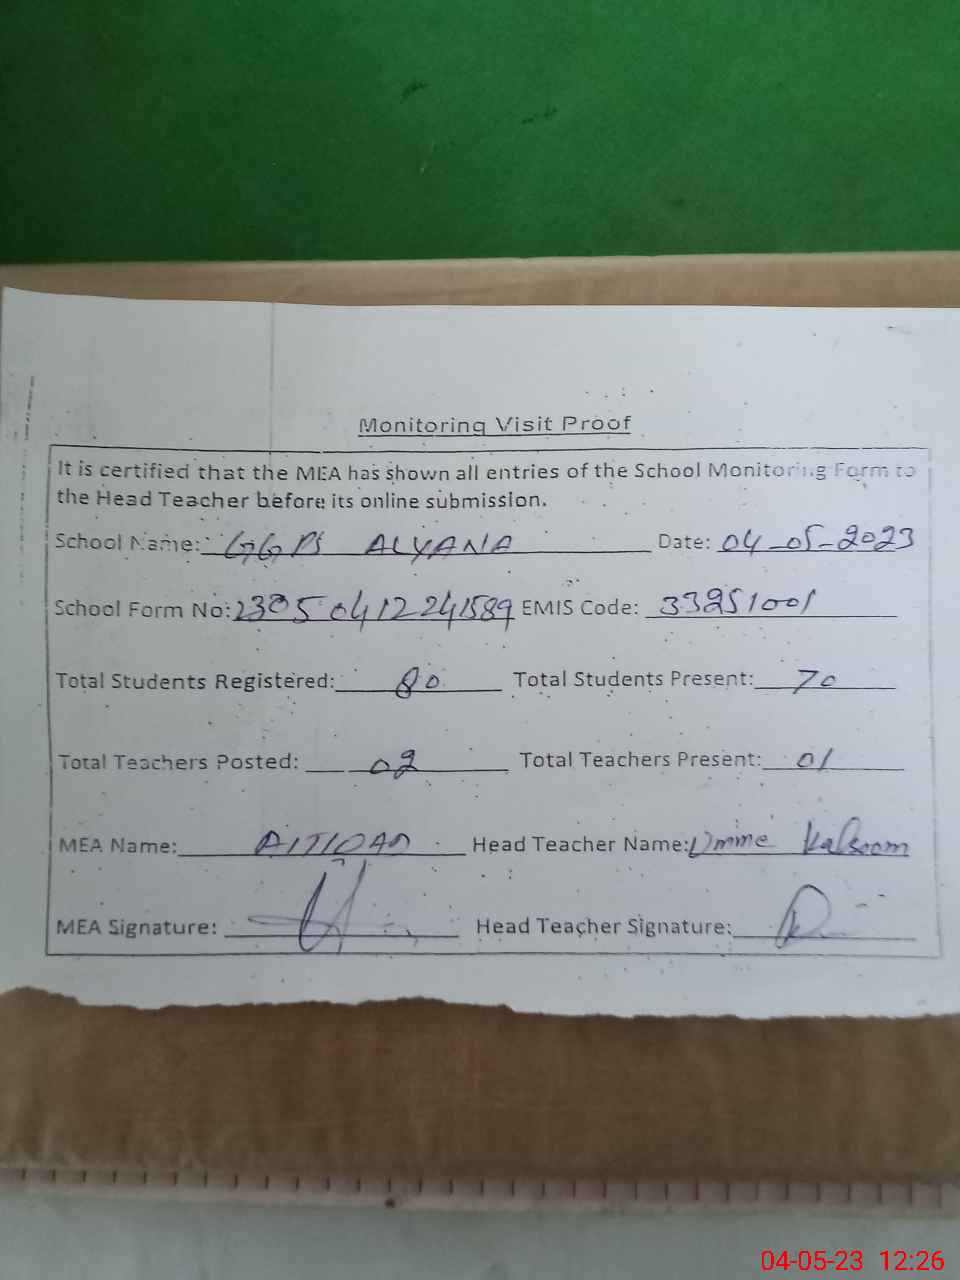 Monitoring Visit Proof
It is certified that the MEA has shown all entries of the School Monitoring Form to
the Head Teacher before its online submission.
School Name: GGPS ALYANA Date: 04-05-2023
School Form No: 23050412241589 EMIS Code: 33251001
Total Students Registered: 80 Total Students Present: 70
Total Teachers Posted: 02 Total Teachers Present: 01
MEA Name: Head Teacher Name: Umme Kalsoom
MEA Signature: Head Teacher Signature:
04-05-23 12:26